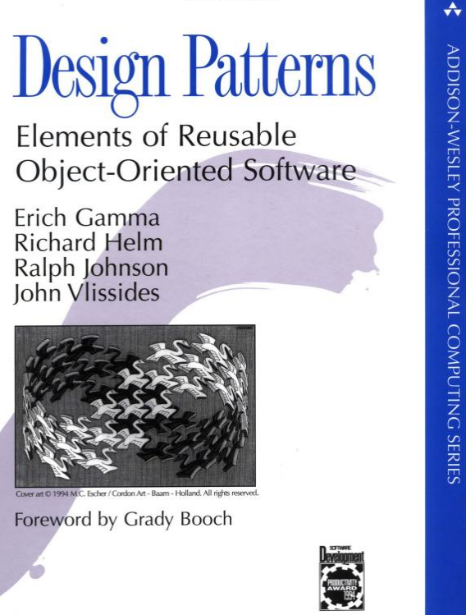 Design Patterns
Elements of Reusable
Object-Oriented Software
Erich Gamma
Richard Helm
Ralph Johnson
John Vlissides
Cover art © 1994 M.C. Escher / Cordon Art - Baarn - Holland. All rights reserved.
Foreword by Grady Booch
SOFTWARE
Development
PRODUCTIVITY
AWARD
1994
ADDISON-WESLEY PROFESSIONAL COMPUTING SERIES